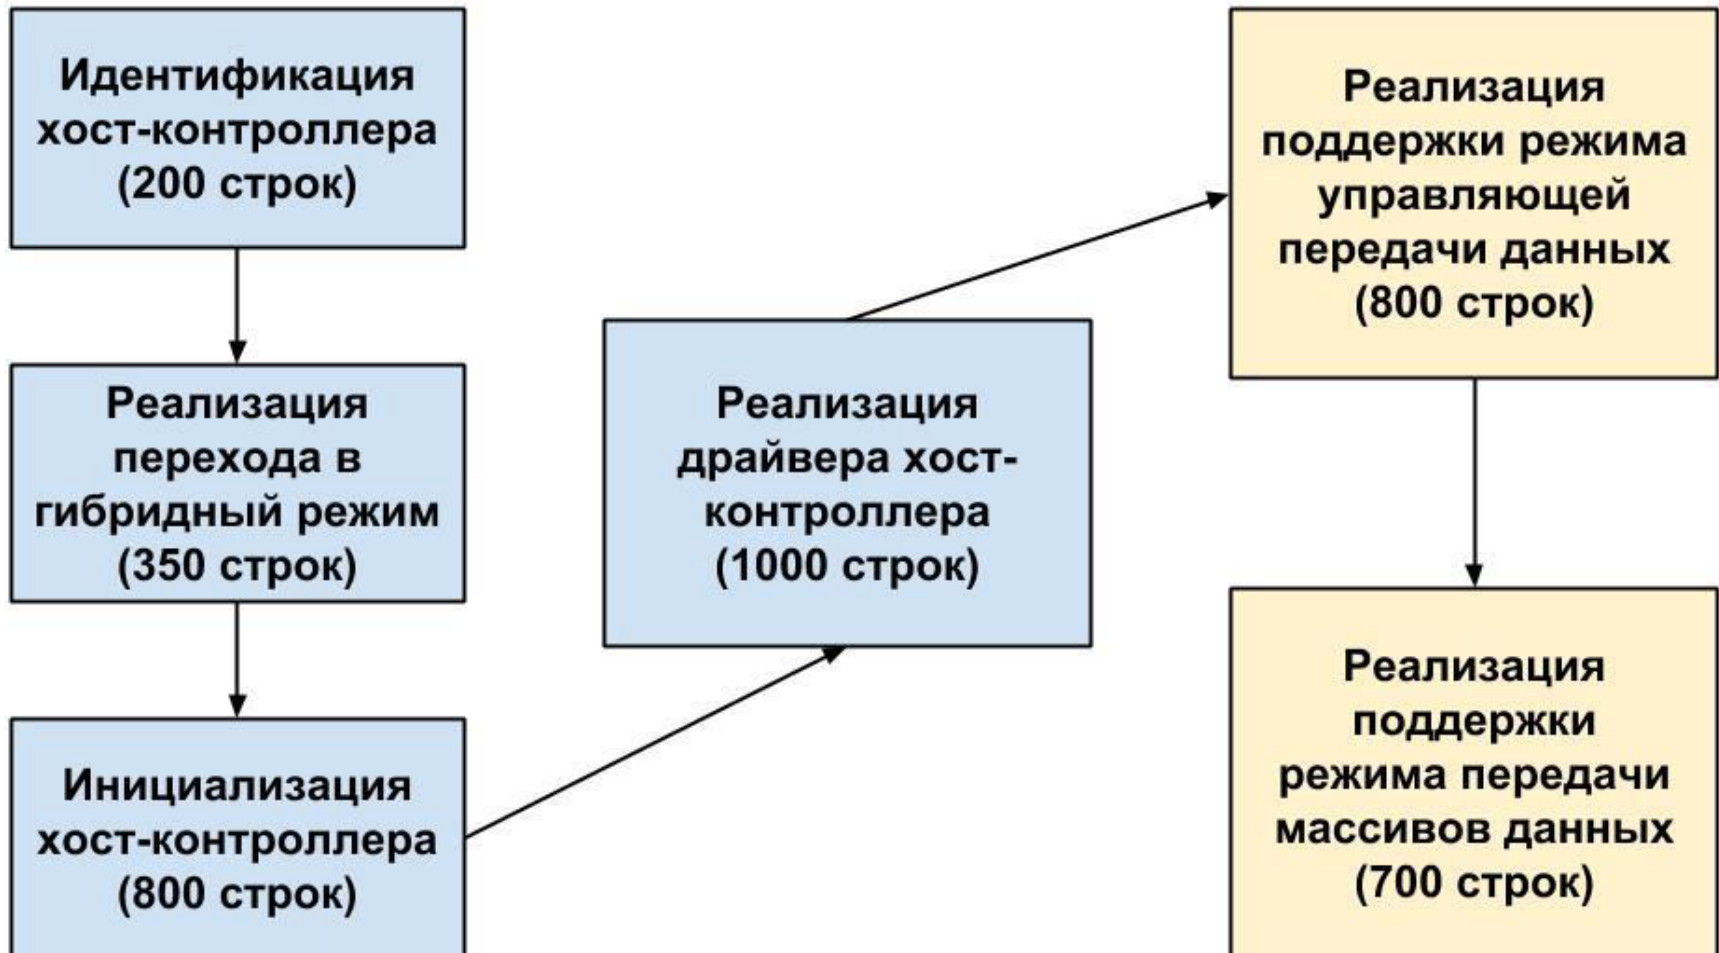 Идентификация
хост-контроллера
(200 строк)
Реализация
перехода в
гибридный режим
(350 строк)
Инициализация
хост-контроллера
(800 строк)
Реализация
драйвера хост-
контроллера
(1000 строк)
Реализация
поддержки режима
управляющей
передачи данных
(800 строк)
Реализация
поддержки
режима передачи
массивов данных
(700 строк)